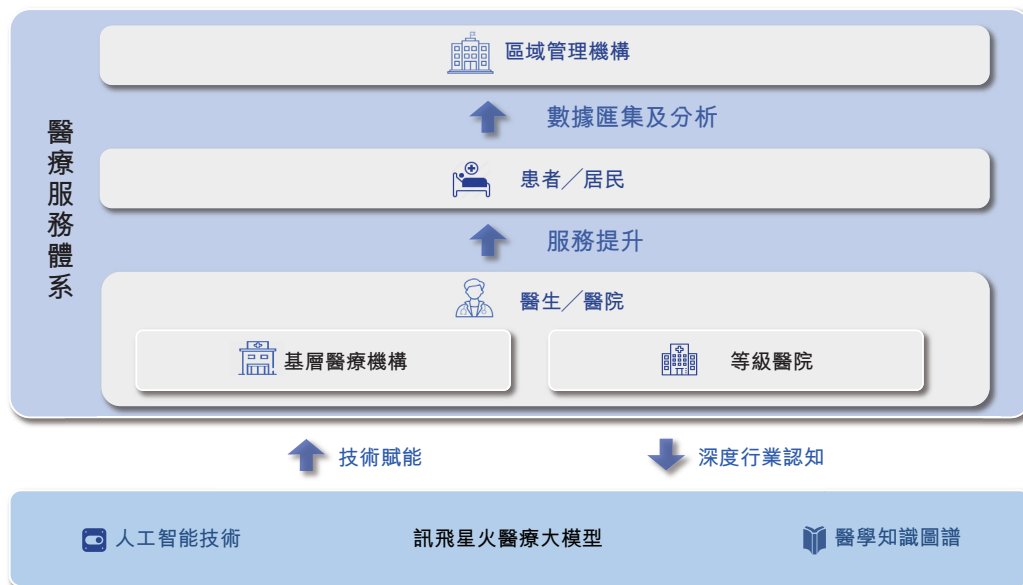 醫療服務體系
區域管理機構
數據匯集及分析
患者／居民
服務提升
醫生／醫院
基層醫療機構
等級醫院
技術賦能
深度行業認知
人工智能技術
訊飛星火醫療大模型
醫學知識圖譜